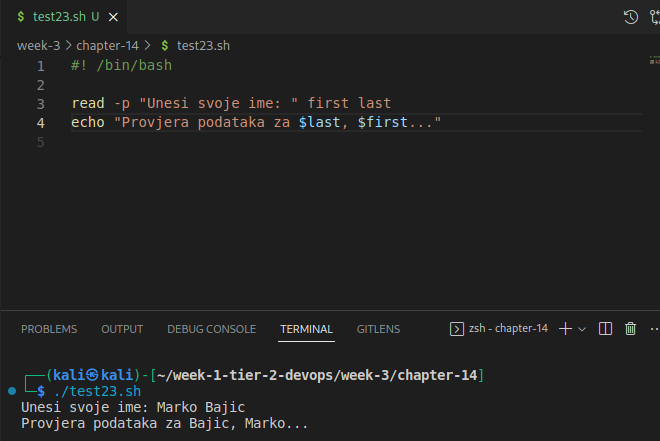 $ test23.sh U ×
week-3 > chapter-14 > $ test23.sh
1 #! /bin/bash
2
3 read -p "Unesi svoje ime: " first last
4 echo "Provjera podataka za $last, $first..."
5
PROBLEMS OUTPUT DEBUG CONSOLE TERMINAL GITLENS zsh - chapter-14
┌──(kali㉿kali)-[~/week-1-tier-2-devops/week-3/chapter-14]
└─$ ./test23.sh
Unesi svoje ime: Marko Bajic
Provjera podataka za Bajic, Marko...